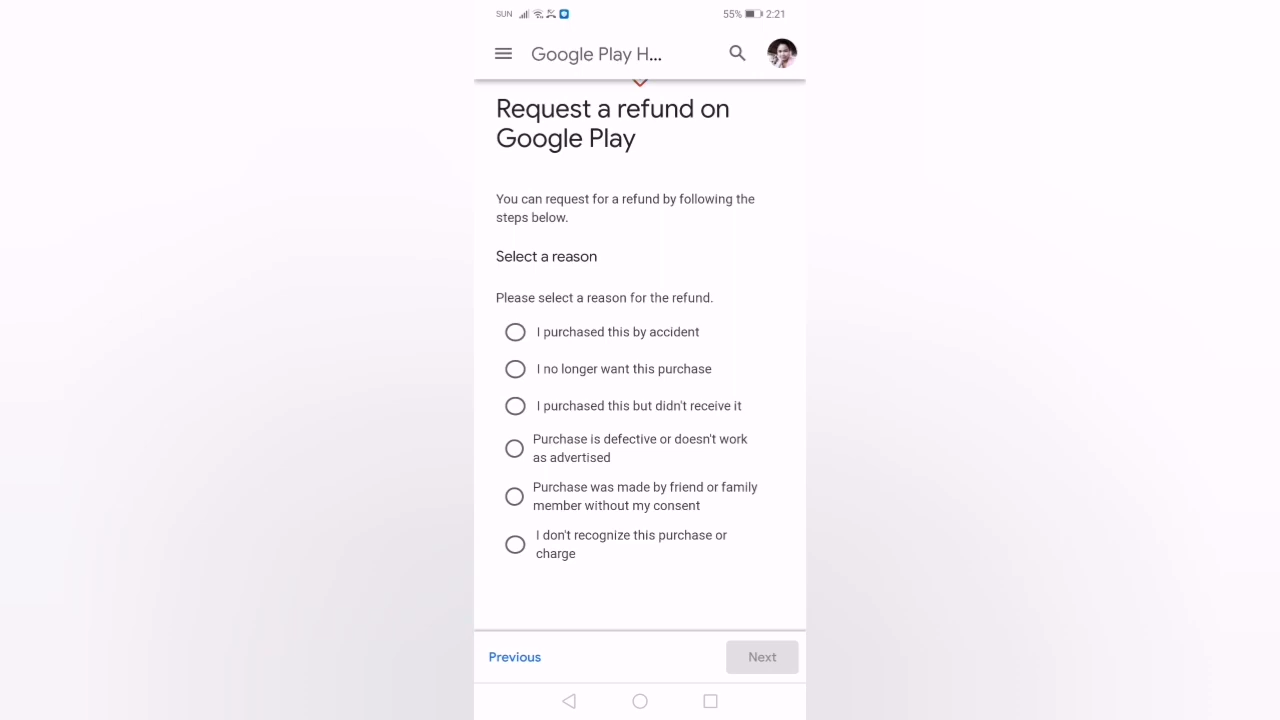 SUN 55% 2:21
Google Play H...
Request a refund on
Google Play
You can request for a refund by following the
steps below.
Select a reason
Please select a reason for the refund.
I purchased this by accident
I no longer want this purchase
I purchased this but didn't receive it
Purchase is defective or doesn't work
as advertised
Purchase was made by friend or family
member without my consent
I don't recognize this purchase or
charge
Previous Next